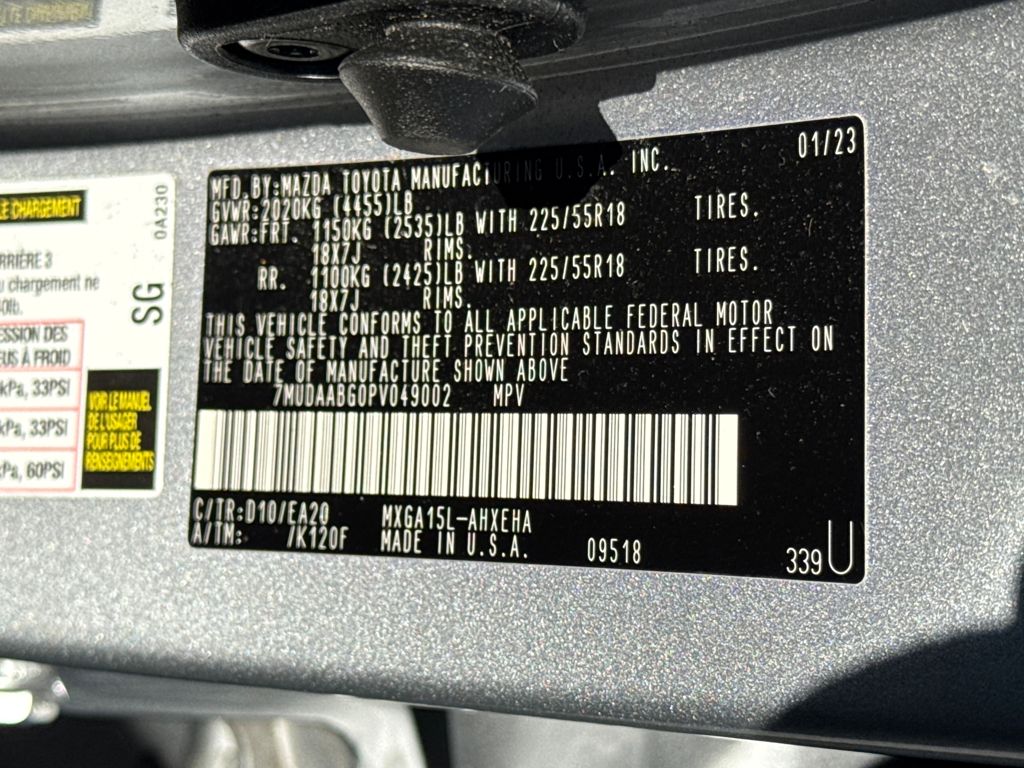 LE CHARGEMENT
RRIÈRE 3
u chargement ne
0lb.
ESSION DES
EUS À FROID
kPa, 33PSI
kPa, 33PSI
kPa, 60PSI
VOIR LE MANUEL
DE L'USAGER
POUR PLUS DE
RENSEIGNEMENTS
SG
0A230
01/23
MFD.BY:MAZDA TOYOTA MANUFACTURING U.S.A., INC.
GVWR:2020KG (4455)LB
GAWR:FRT. 1150KG (2535)LB WITH 225/55R18 TIRES.
18X7J RIMS.
RR. 1100KG (2425)LB WITH 225/55R18 TIRES.
18X7J RIMS.
THIS VEHICLE CONFORMS TO ALL APPLICABLE FEDERAL MOTOR
VEHICLE SAFETY AND THEFT PREVENTION STANDARDS IN EFFECT ON
THE DATE OF MANUFACTURE SHOWN ABOVE
7MUDAABG0PV049002 MPV
C/TR:D10/EA20 MXGA15L-AHXEHA
A/TM: /K120F MADE IN U.S.A. 09518
339U